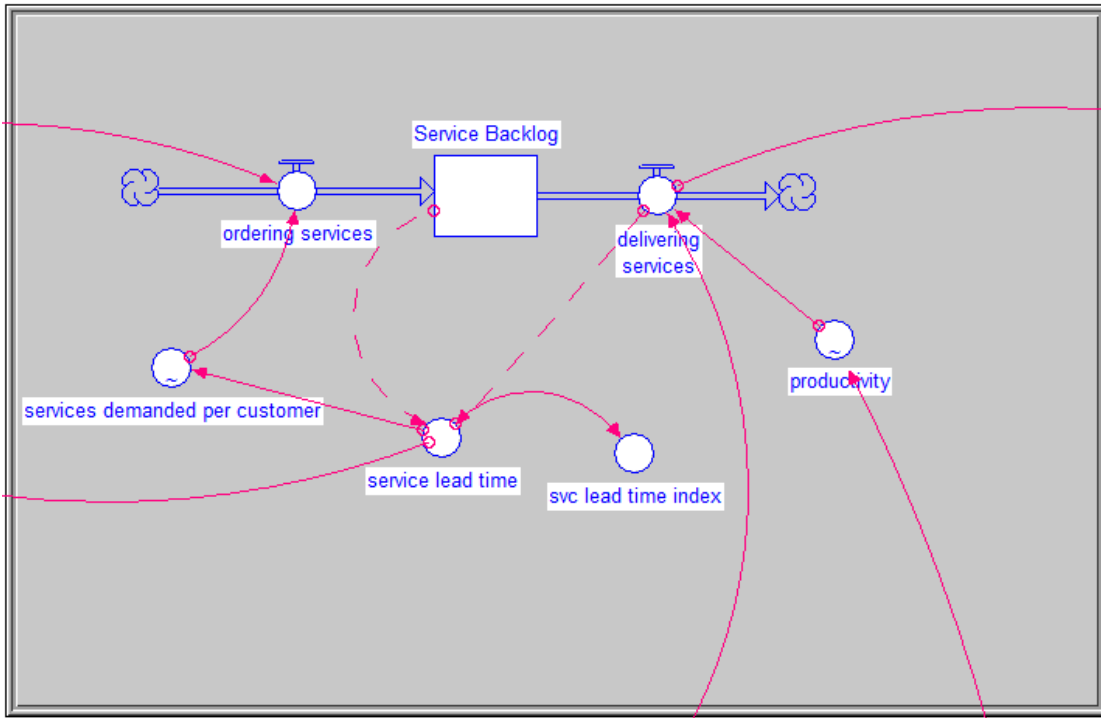 Service Backlog
ordering services
delivering
services
productivity
services demanded per customer
service lead time
svc lead time index
~
~